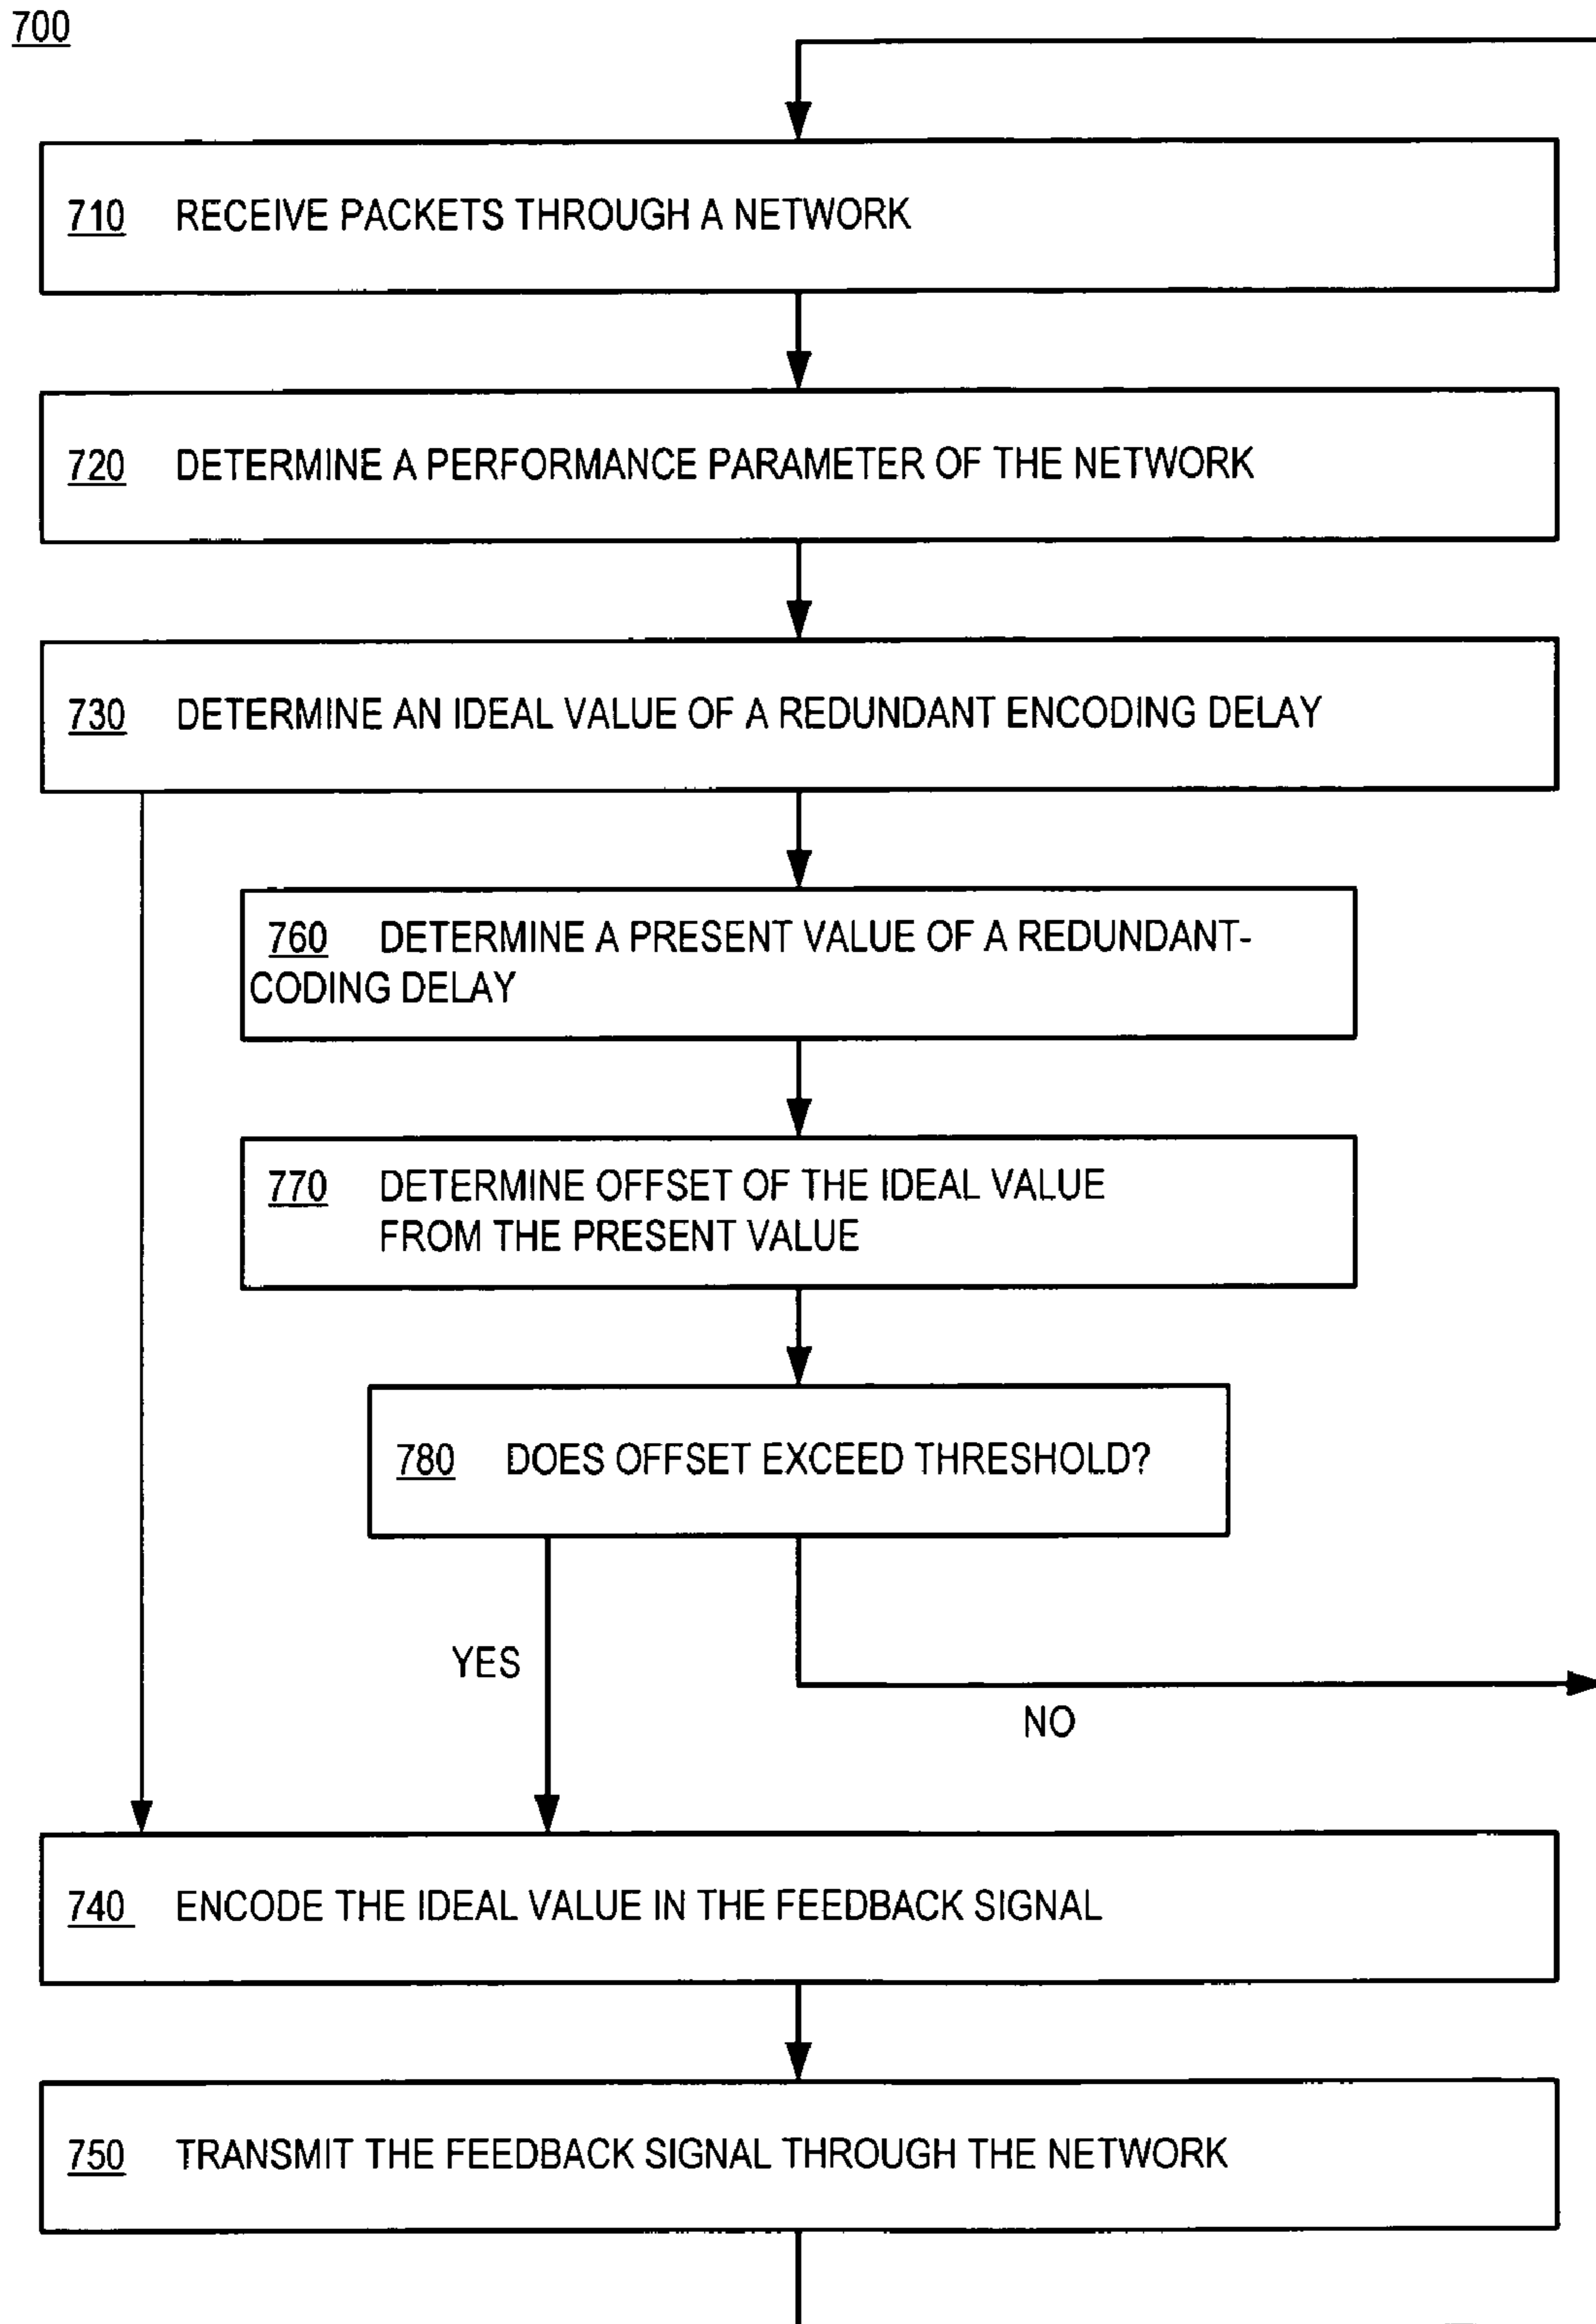 700
710 RECEIVE PACKETS THROUGH A NETWORK
720 DETERMINE A PERFORMANCE PARAMETER OF THE NETWORK
730 DETERMINE AN IDEAL VALUE OF A REDUNDANT ENCODING DELAY
760 DETERMINE A PRESENT VALUE OF A REDUNDANT-
CODING DELAY
770 DETERMINE OFFSET OF THE IDEAL VALUE
FROM THE PRESENT VALUE
780 DOES OFFSET EXCEED THRESHOLD?
YES
NO
740 ENCODE THE IDEAL VALUE IN THE FEEDBACK SIGNAL
750 TRANSMIT THE FEEDBACK SIGNAL THROUGH THE NETWORK